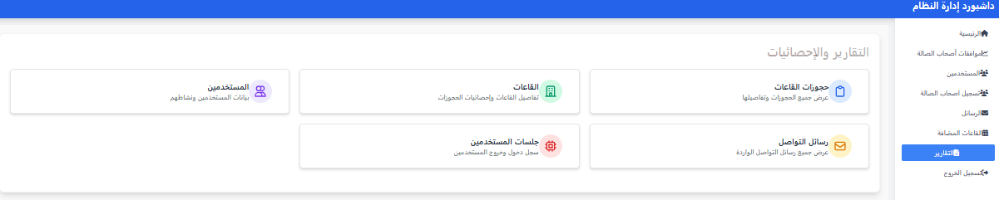 داشبورد إدارة النظام
الرئيسية
موافقات أصحاب الصالة
المستخدمين
تسجيل اصحاب الصالة
الرسائل
القاعات المضافة
التقارير
تسجيل الخروج
التقارير والإحصائيات
حجوزات القاعات
عرض جميع الحجوزات وتفاصيلها
القاعات
تفاصيل القاعات وإحصائيات الحجوزات
المستخدمين
بيانات المستخدمين ونشاطهم
رسائل التواصل
عرض جميع رسائل التواصل الواردة
جلسات المستخدمين
سجل دخول وخروج المستخدمين